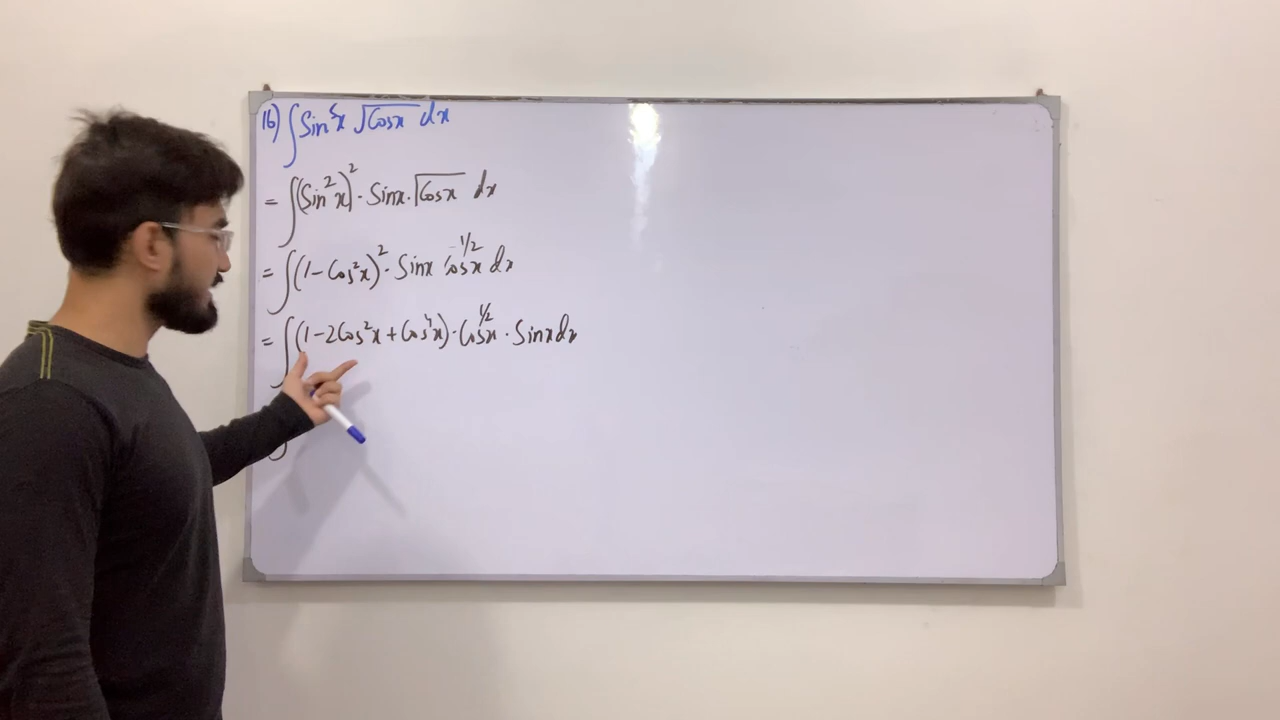 16) ∫ Sin⁵x √Cosx dx
= ∫ (Sin²x)² · Sinx · √Cosx dx
= ∫ (1 - Cos²x)² · Sinx Cos^1/2 x dx
= ∫ (1 - 2Cos²x + Cos⁴x) · Cos^1/2 x · Sinx dx